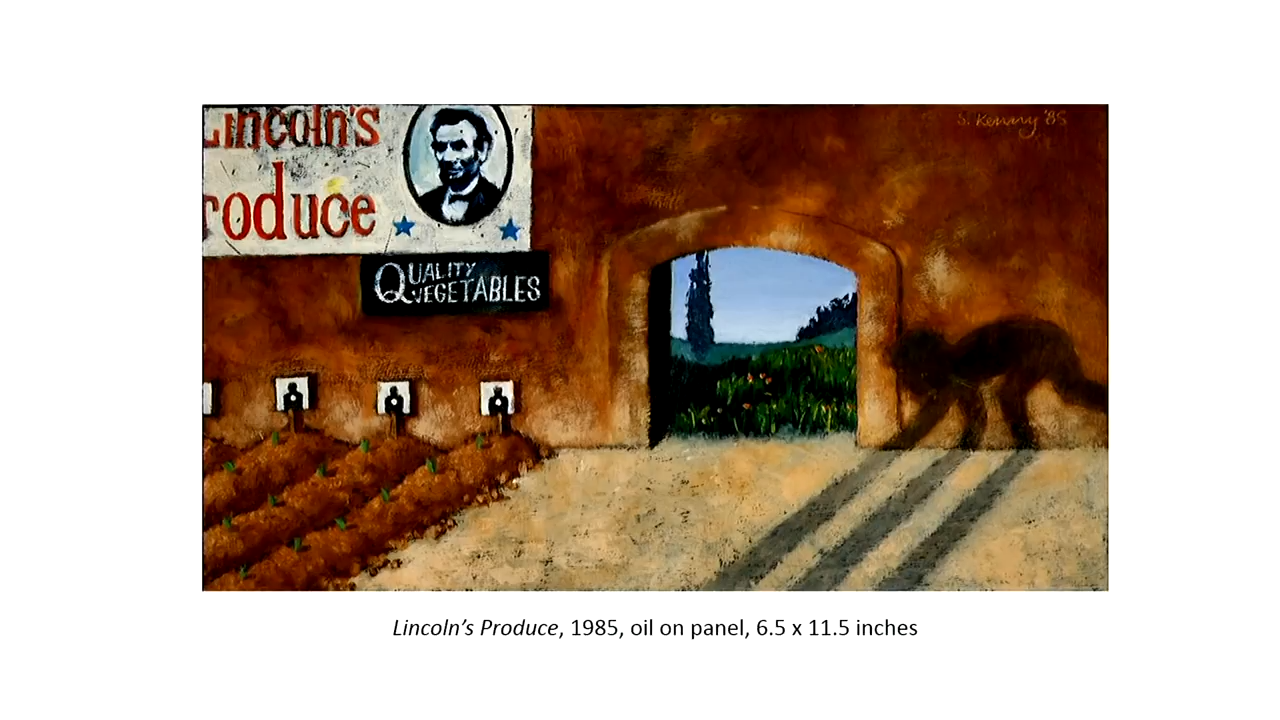 Lincoln's
roduce
QUALITY
VEGETABLES
S. Kenny '85
Lincoln's Produce, 1985, oil on panel, 6.5 x 11.5 inches